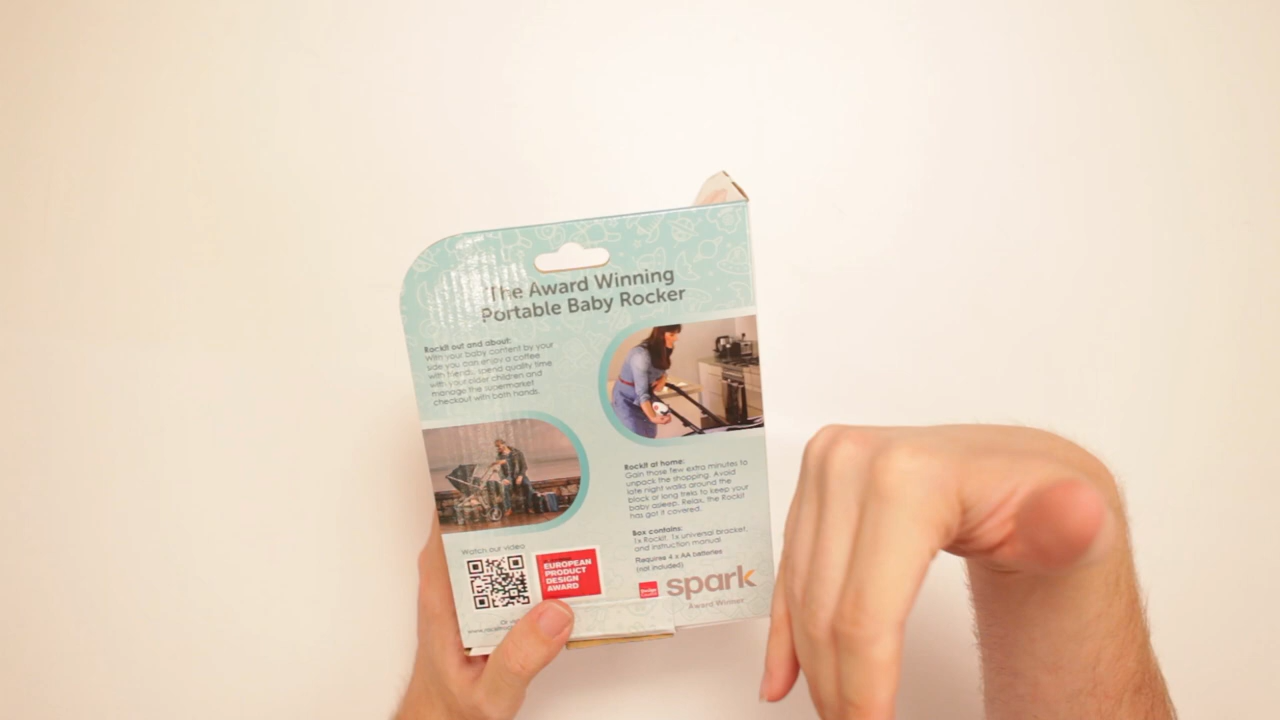 The Award Winning
Portable Baby Rocker
Rockit out and about:
With your baby content by your
side you can enjoy a coffee
with friends, spend quality time
with your older children and
manage the supermarket
checkout with both hands.
Rockit at home:
Gain those few extra minutes to
unpack the shopping. Avoid
late night walks around the
block or long treks to keep your
baby asleep. Relax, the Rockit
has got it covered.
Box contains:
1x Rockit, 1x universal bracket,
and instruction manual
Requires 4 x AA batteries
(not included)
Watch our video
EUROPEAN
PRODUCT
DESIGN
AWARD
Design
spark
Award Winner
Or